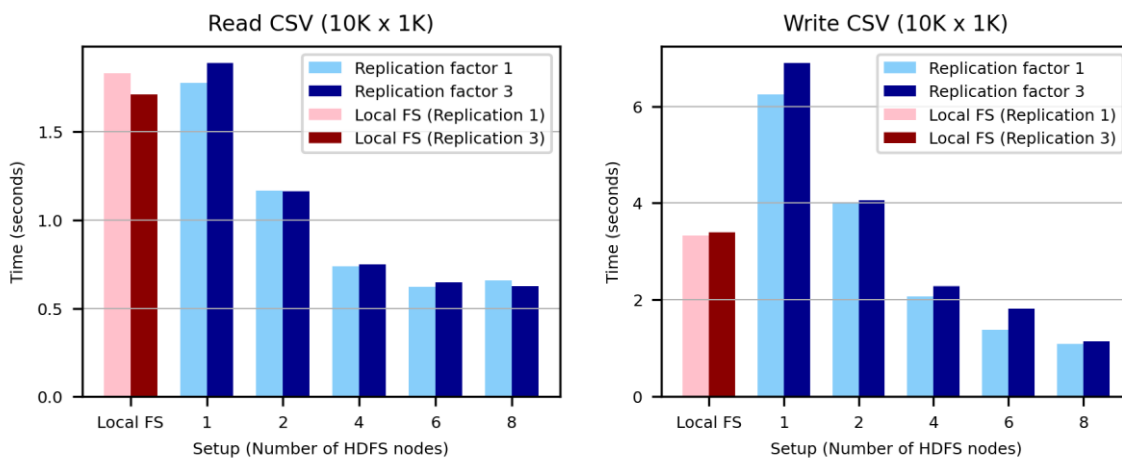 Read CSV (10K x 1K)
Time (seconds)
1.5
1.0
0.5
0.0
Replication factor 1
Replication factor 3
Local FS (Replication 1)
Local FS (Replication 3)
Local FS 1 2 4 6 8
Setup (Number of HDFS nodes)
Write CSV (10K x 1K)
Time (seconds)
6
4
2
0
Replication factor 1
Replication factor 3
Local FS (Replication 1)
Local FS (Replication 3)
Local FS 1 2 4 6 8
Setup (Number of HDFS nodes)